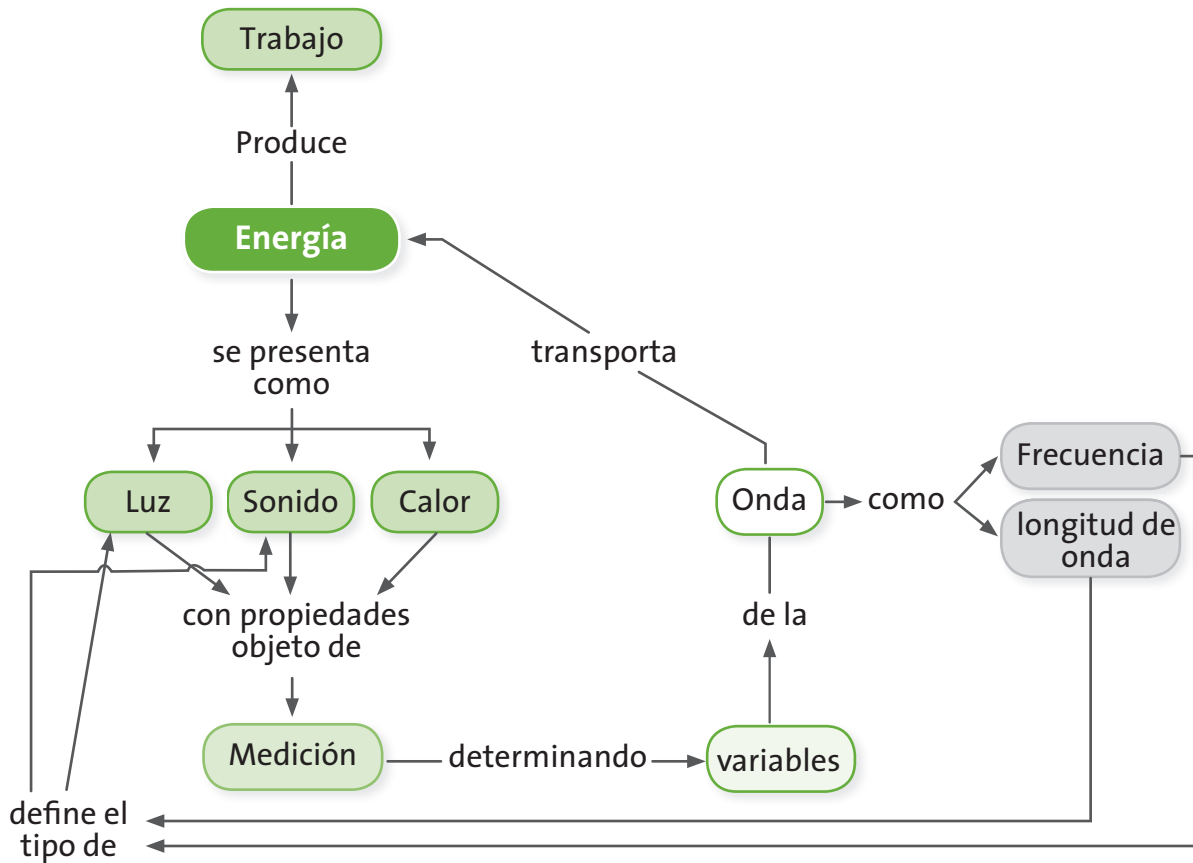 Trabajo
Produce
Energía
se presenta
como
transporta
Luz
Sonido
Calor
Onda
como
Frecuencia
longitud de
onda
con propiedades
objeto de
de la
Medición
determinando
variables
define el
tipo de